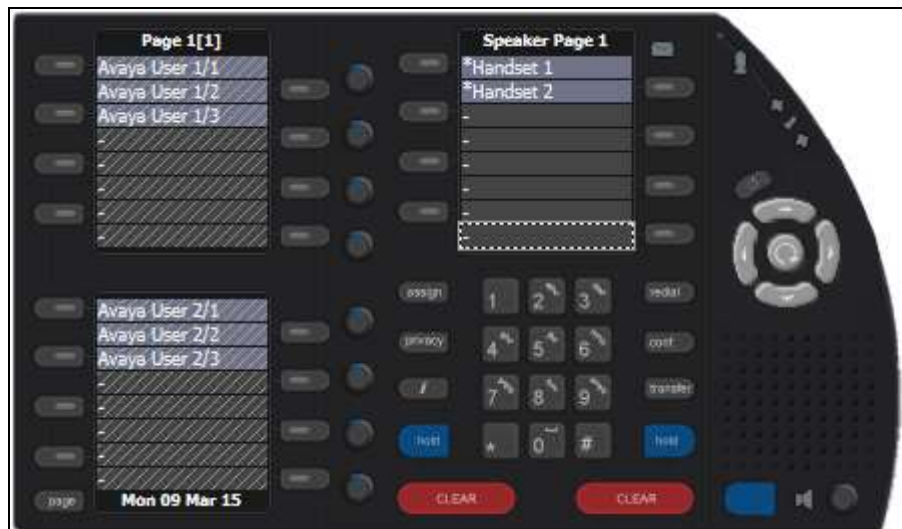 Page 1[1]
Avaya User 1/1
Avaya User 1/2
Avaya User 1/3
-
-
-
-
-
Speaker Page 1
*Handset 1
*Handset 2
-
-
-
-
-
-
Avaya User 2/1
Avaya User 2/2
Avaya User 2/3
-
-
-
-
-
Mon 09 Mar 15
page
assign
1 2 3
redial
privacy
4 5 6
conf
i
7 8 9
transfer
hold
* 0 #
hold
CLEAR
CLEAR